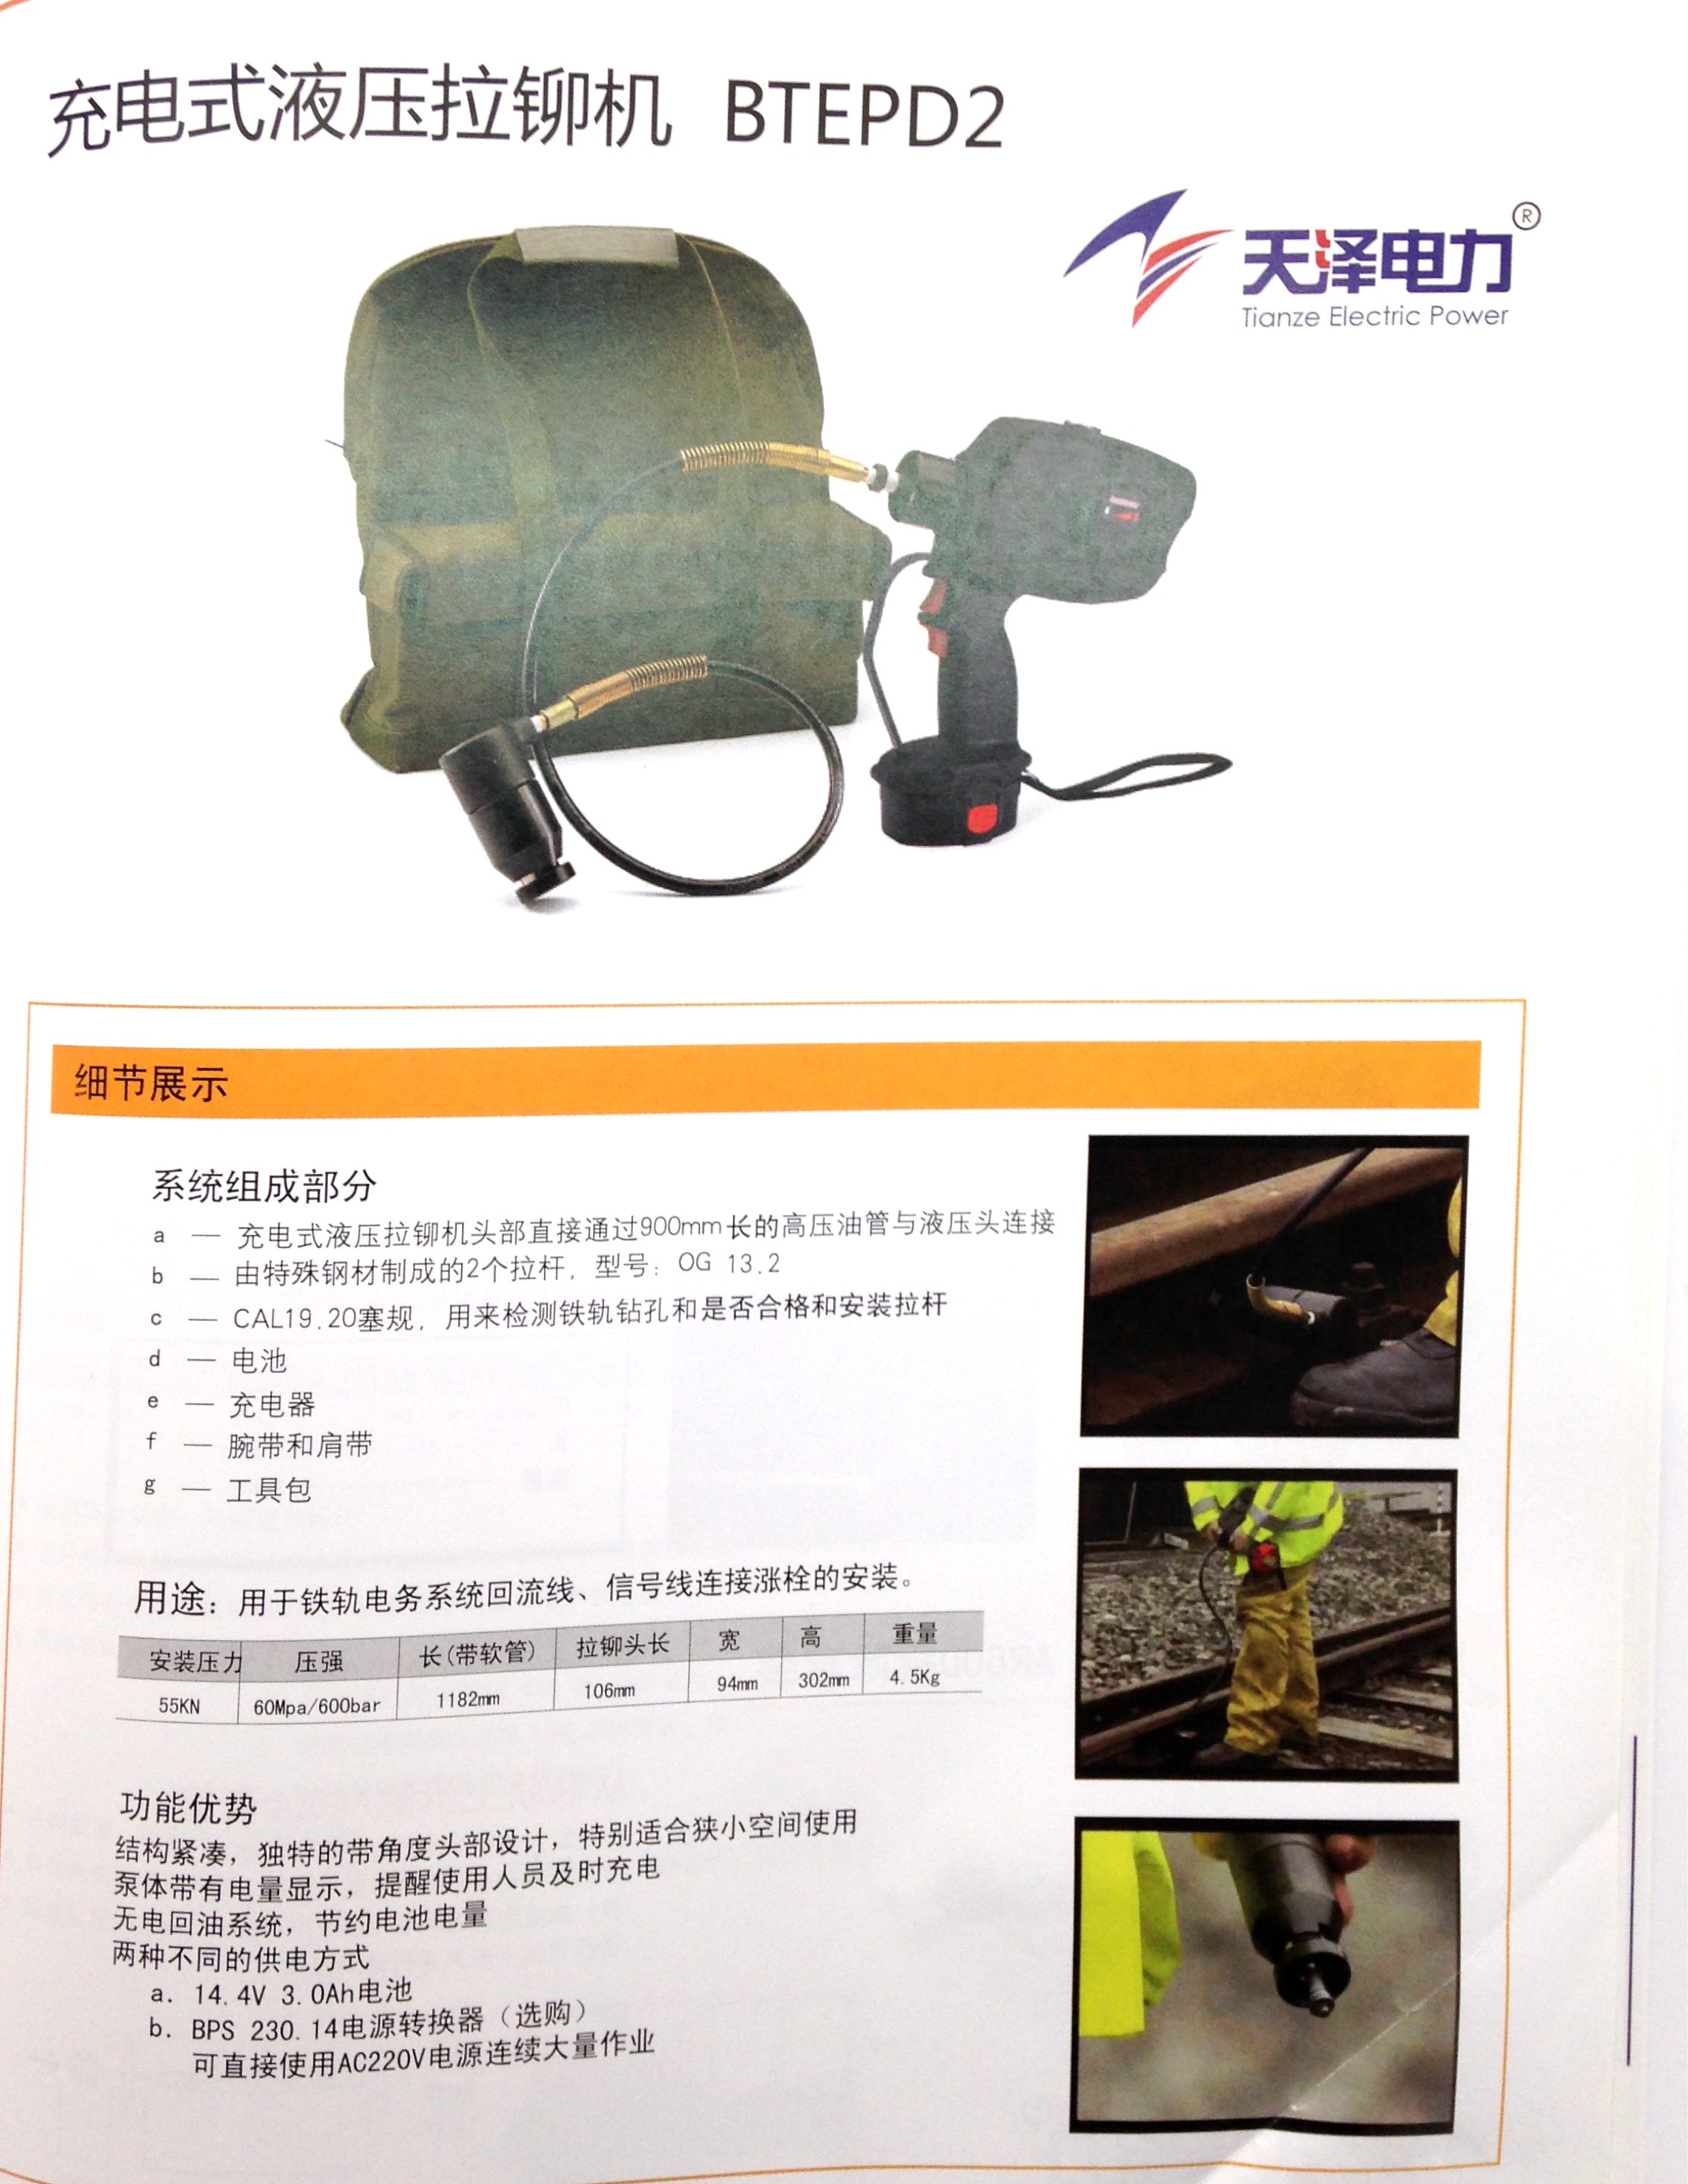 充电式液压拉铆机 BTEPD2
天泽电力®
Tianze Electric Power
细节展示
系统组成部分
a — 充电式液压拉铆机头部直接通过900mm长的高压油管与液压头连接
b — 由特殊钢材制成的2个拉杆，型号：OG 13.2
c — CAL19.20塞规，用来检测铁轨钻孔和是否合格和安装拉杆
d — 电池
e — 充电器
f — 腕带和肩带
g — 工具包
用途：用于铁轨电务系统回流线、信号线连接涨栓的安装。
安装压力 压强 长(带软管) 拉铆头长 宽 高 重量
55KN 60Mpa/600bar 1182mm 106mm 94mm 302mm 4.5Kg
功能优势
结构紧凑，独特的带角度头部设计，特别适合狭小空间使用
泵体带有电量显示，提醒使用人员及时充电
无电回油系统，节约电池电量
两种不同的供电方式
a. 14.4V 3.0Ah电池
b. BPS 230.14电源转换器（选购）
可直接使用AC220V电源连续大量作业